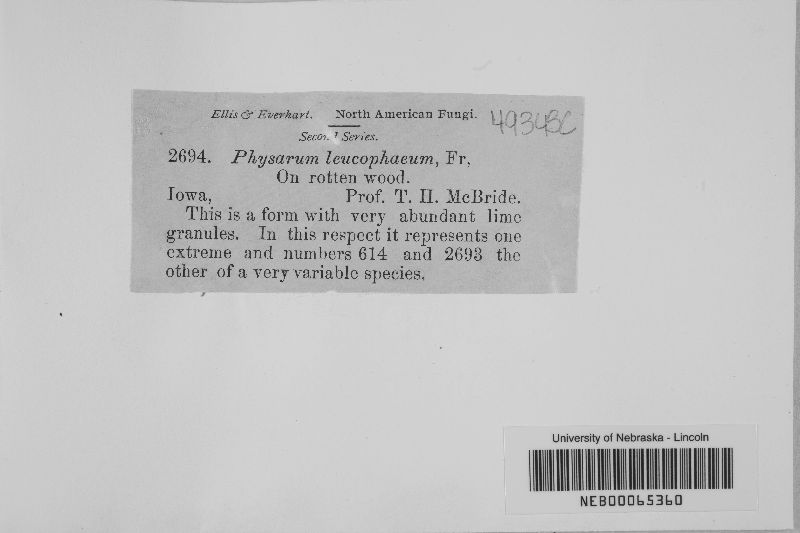 Ellis & Everhart. North American Fungi. 49343C
Second Series.
2694. Physarum leucophaeum, Fr,
On rotten wood.
Iowa, Prof. T. H. McBride.
This is a form with very abundant lime
granules. In this respect it represents one
extreme and numbers 614 and 2693 the
other of a very variable species.
University of Nebraska - Lincoln
NEB00065360